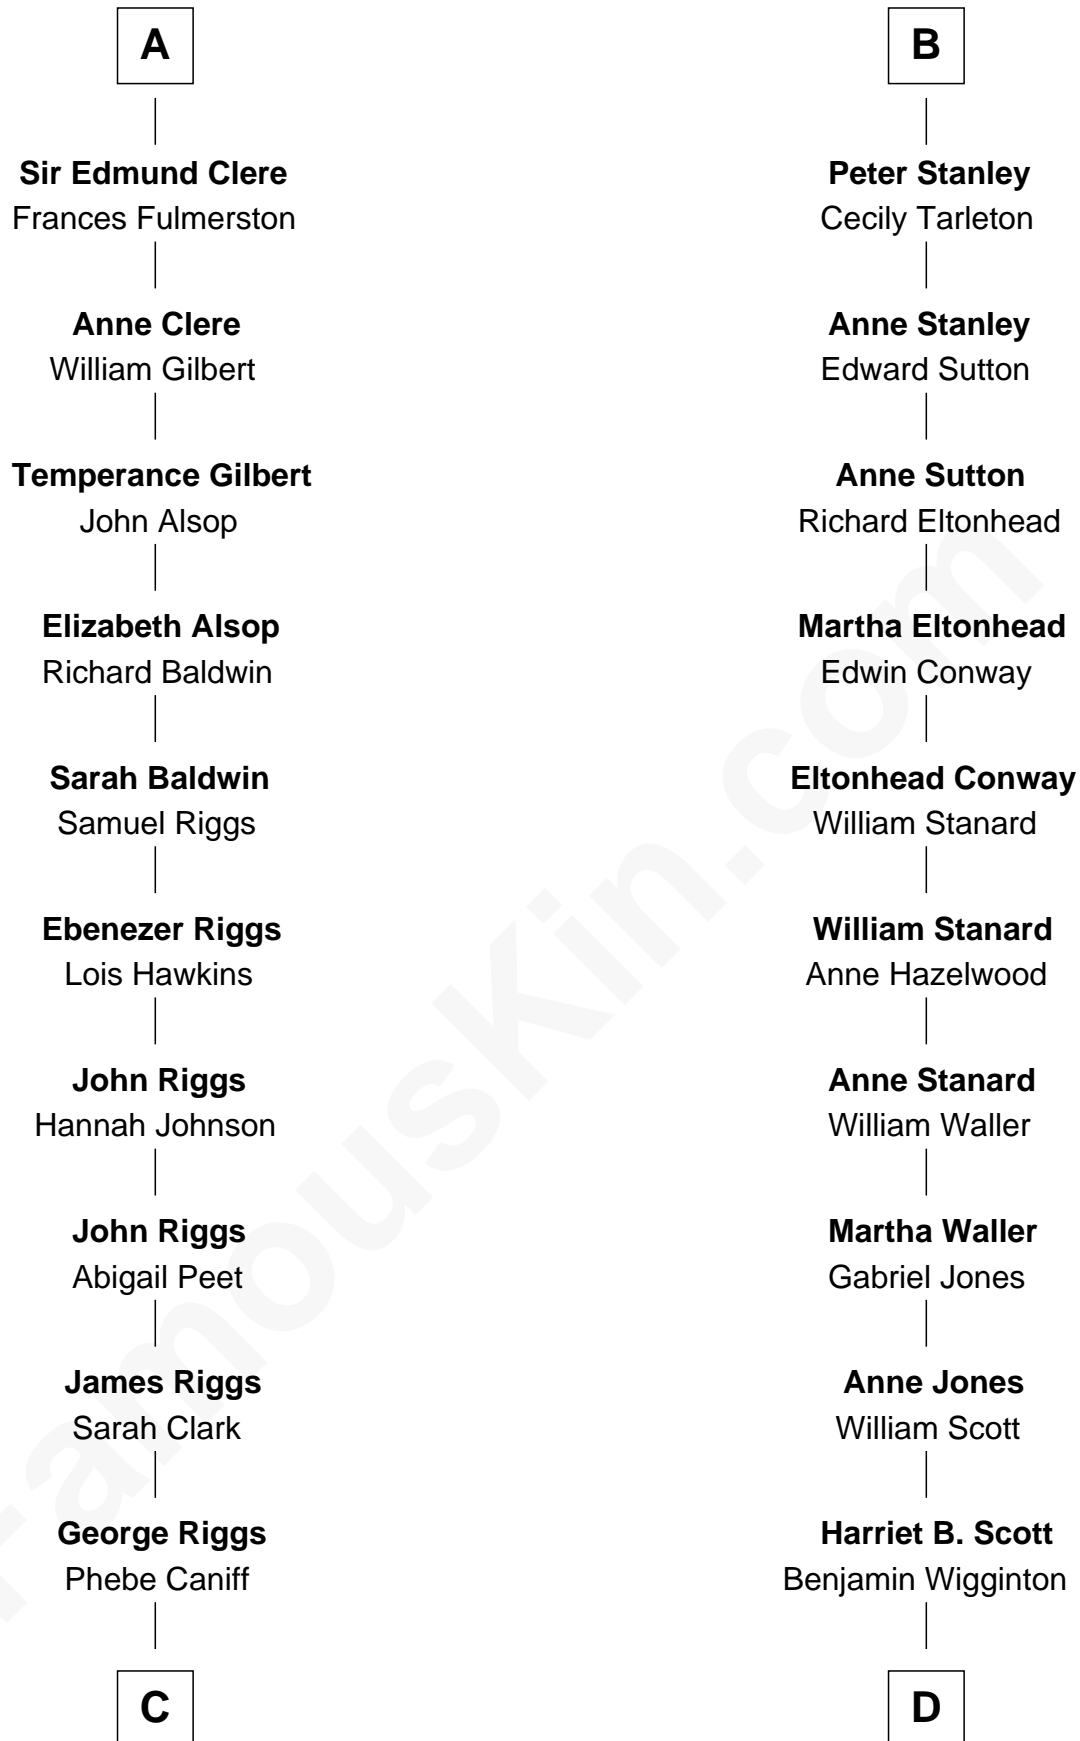 A
Sir Edmund Clere
Frances Fulmerston
Anne Clere
William Gilbert
Temperance Gilbert
John Alsop
Elizabeth Alsop
Richard Baldwin
Sarah Baldwin
Samuel Riggs
Ebenezer Riggs
Lois Hawkins
John Riggs
Hannah Johnson
John Riggs
Abigail Peet
James Riggs
Sarah Clark
George Riggs
Phebe Caniff
C
B
Peter Stanley
Cecily Tarleton
Anne Stanley
Edward Sutton
Anne Sutton
Richard Eltonhead
Martha Eltonhead
Edwin Conway
Eltonhead Conway
William Stanard
William Stanard
Anne Hazelwood
Anne Stanard
William Waller
Martha Waller
Gabriel Jones
Anne Jones
William Scott
Harriet B. Scott
Benjamin Wigginton
D
FamousKin.com